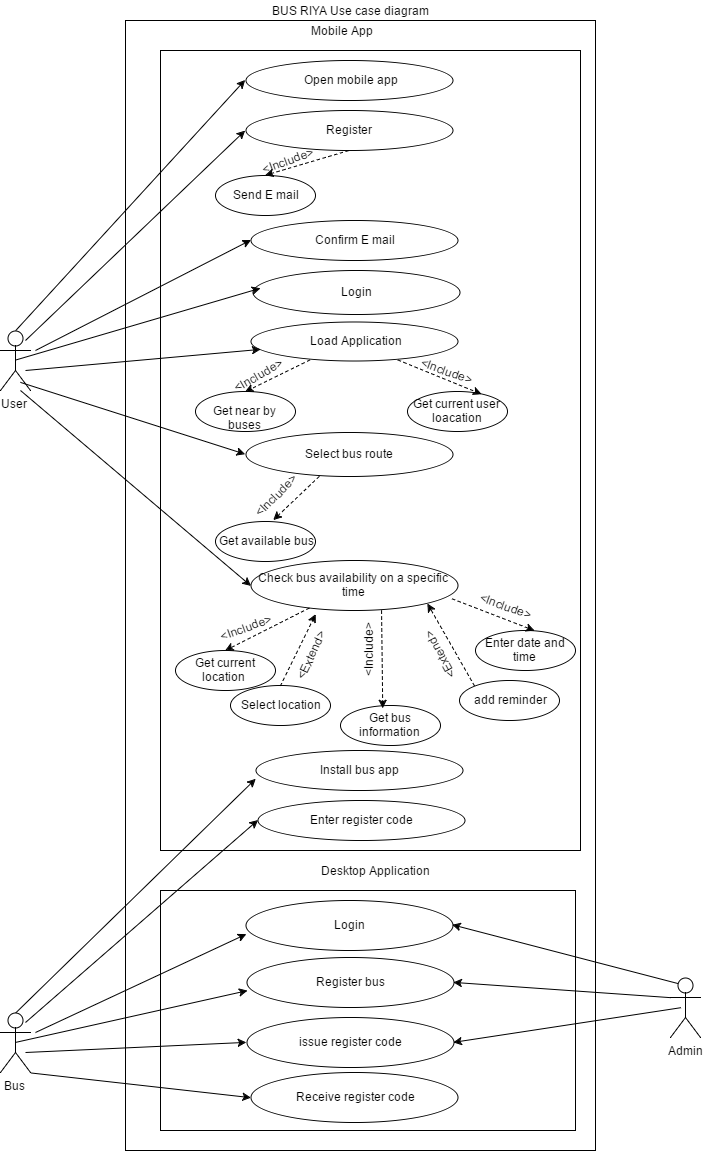 BUS RIYA Use case diagram
Mobile App
Open mobile app
Register
<Include>
Send E mail
Confirm E mail
Login
Load Application
<Include>
<Include>
Get near by
buses
Get current user
loacation
User
Select bus route
<Include>
Get available bus
Check bus availability on a specific
time
<Include>
<Extend>
<Include>
<Extend>
<Include>
Enter date and
time
Get current
location
Select location
add reminder
Get bus
information
Install bus app
Enter register code
Desktop Application
Login
Register bus
issue register code
Receive register code
Bus
Admin